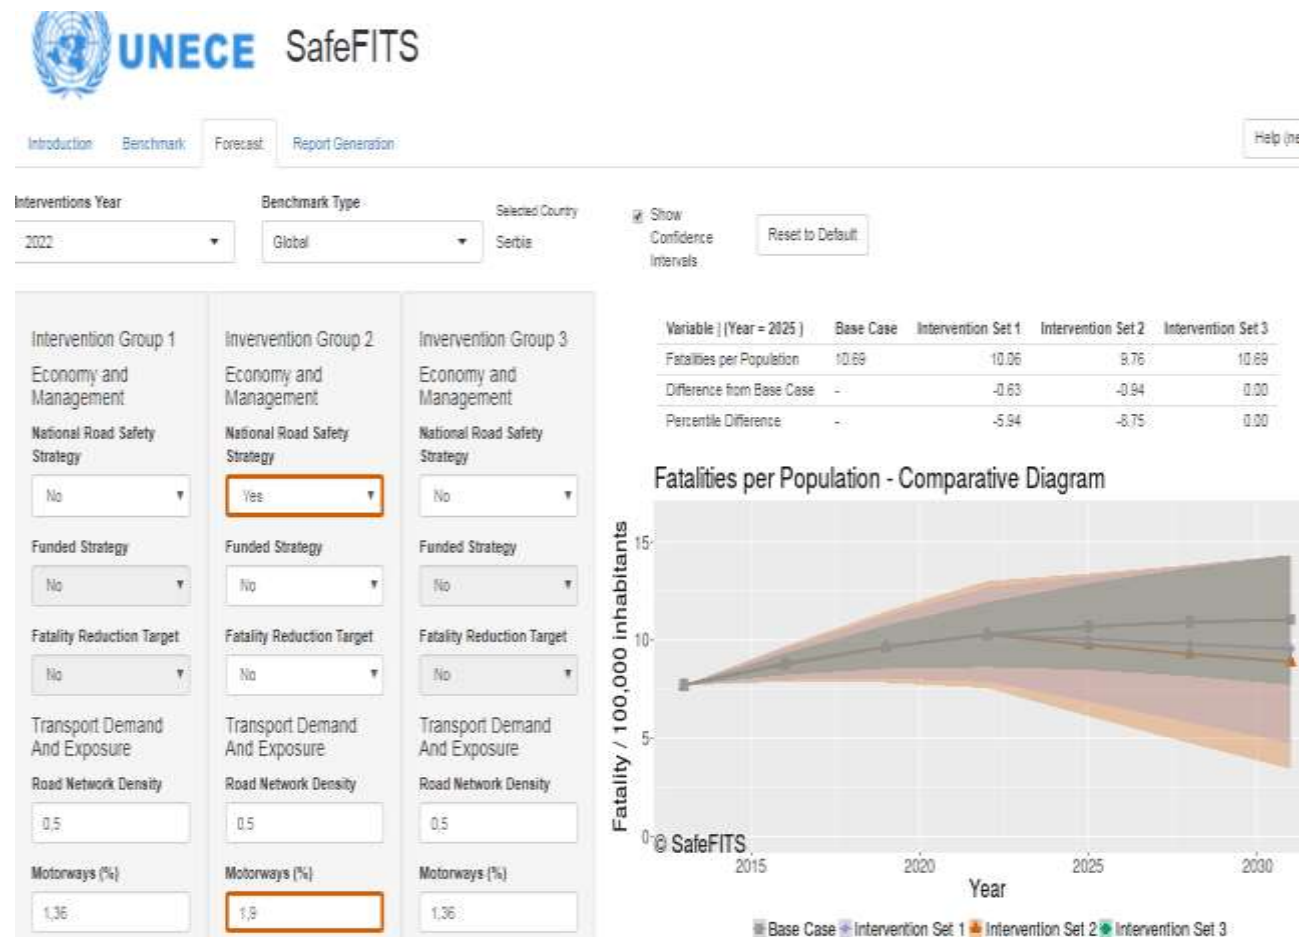 UNECE SafeFITS
Introduction Benchmark Forecast Report Generation Help (ne
Interventions Year
2022
Benchmark Type
Global
Selected Country
Serbia
Show
Confidence
Intervals
Reset to Default
Intervention Group 1
Economy and
Management
National Road Safety
Strategy
No
Funded Strategy
No
Fatality Reduction Target
No
Transport Demand
And Exposure
Road Network Density
0,5
Motorways (%)
1,36
Invervention Group 2
Economy and
Management
National Road Safety
Strategy
Yes
Funded Strategy
No
Fatality Reduction Target
No
Transport Demand
And Exposure
Road Network Density
0,5
Motorways (%)
1,9
Invervention Group 3
Economy and
Management
National Road Safety
Strategy
No
Funded Strategy
No
Fatality Reduction Target
No
Transport Demand
And Exposure
Road Network Density
0,5
Motorways (%)
1,36
Variable | (Year = 2025 ) Base Case Intervention Set 1 Intervention Set 2 Intervention Set 3
Fatalities per Population 10.69 10.06 9.76 10.69
Difference from Base Case - -0.63 -0.94 0.00
Percentile Difference - -5.94 -8.75 0.00
Fatalities per Population - Comparative Diagram
Fatality / 100,000 inhabitants
15
10
5
0
© SafeFITS
2015 2020 2025 2030
Year
Base Case Intervention Set 1 Intervention Set 2 Intervention Set 3